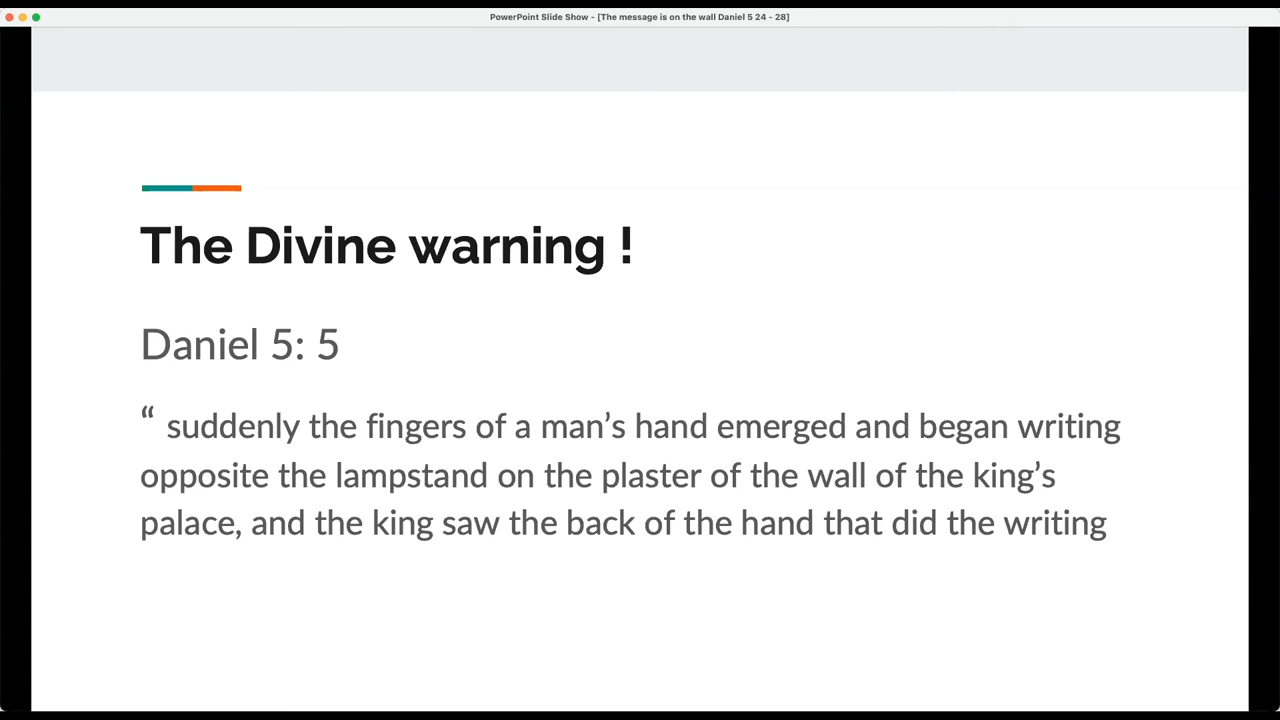 PowerPoint Slide Show - [The message is on the wall Daniel 5 24 - 28]
The Divine warning !
Daniel 5: 5
“ suddenly the fingers of a man’s hand emerged and began writing
opposite the lampstand on the plaster of the wall of the king’s
palace, and the king saw the back of the hand that did the writing